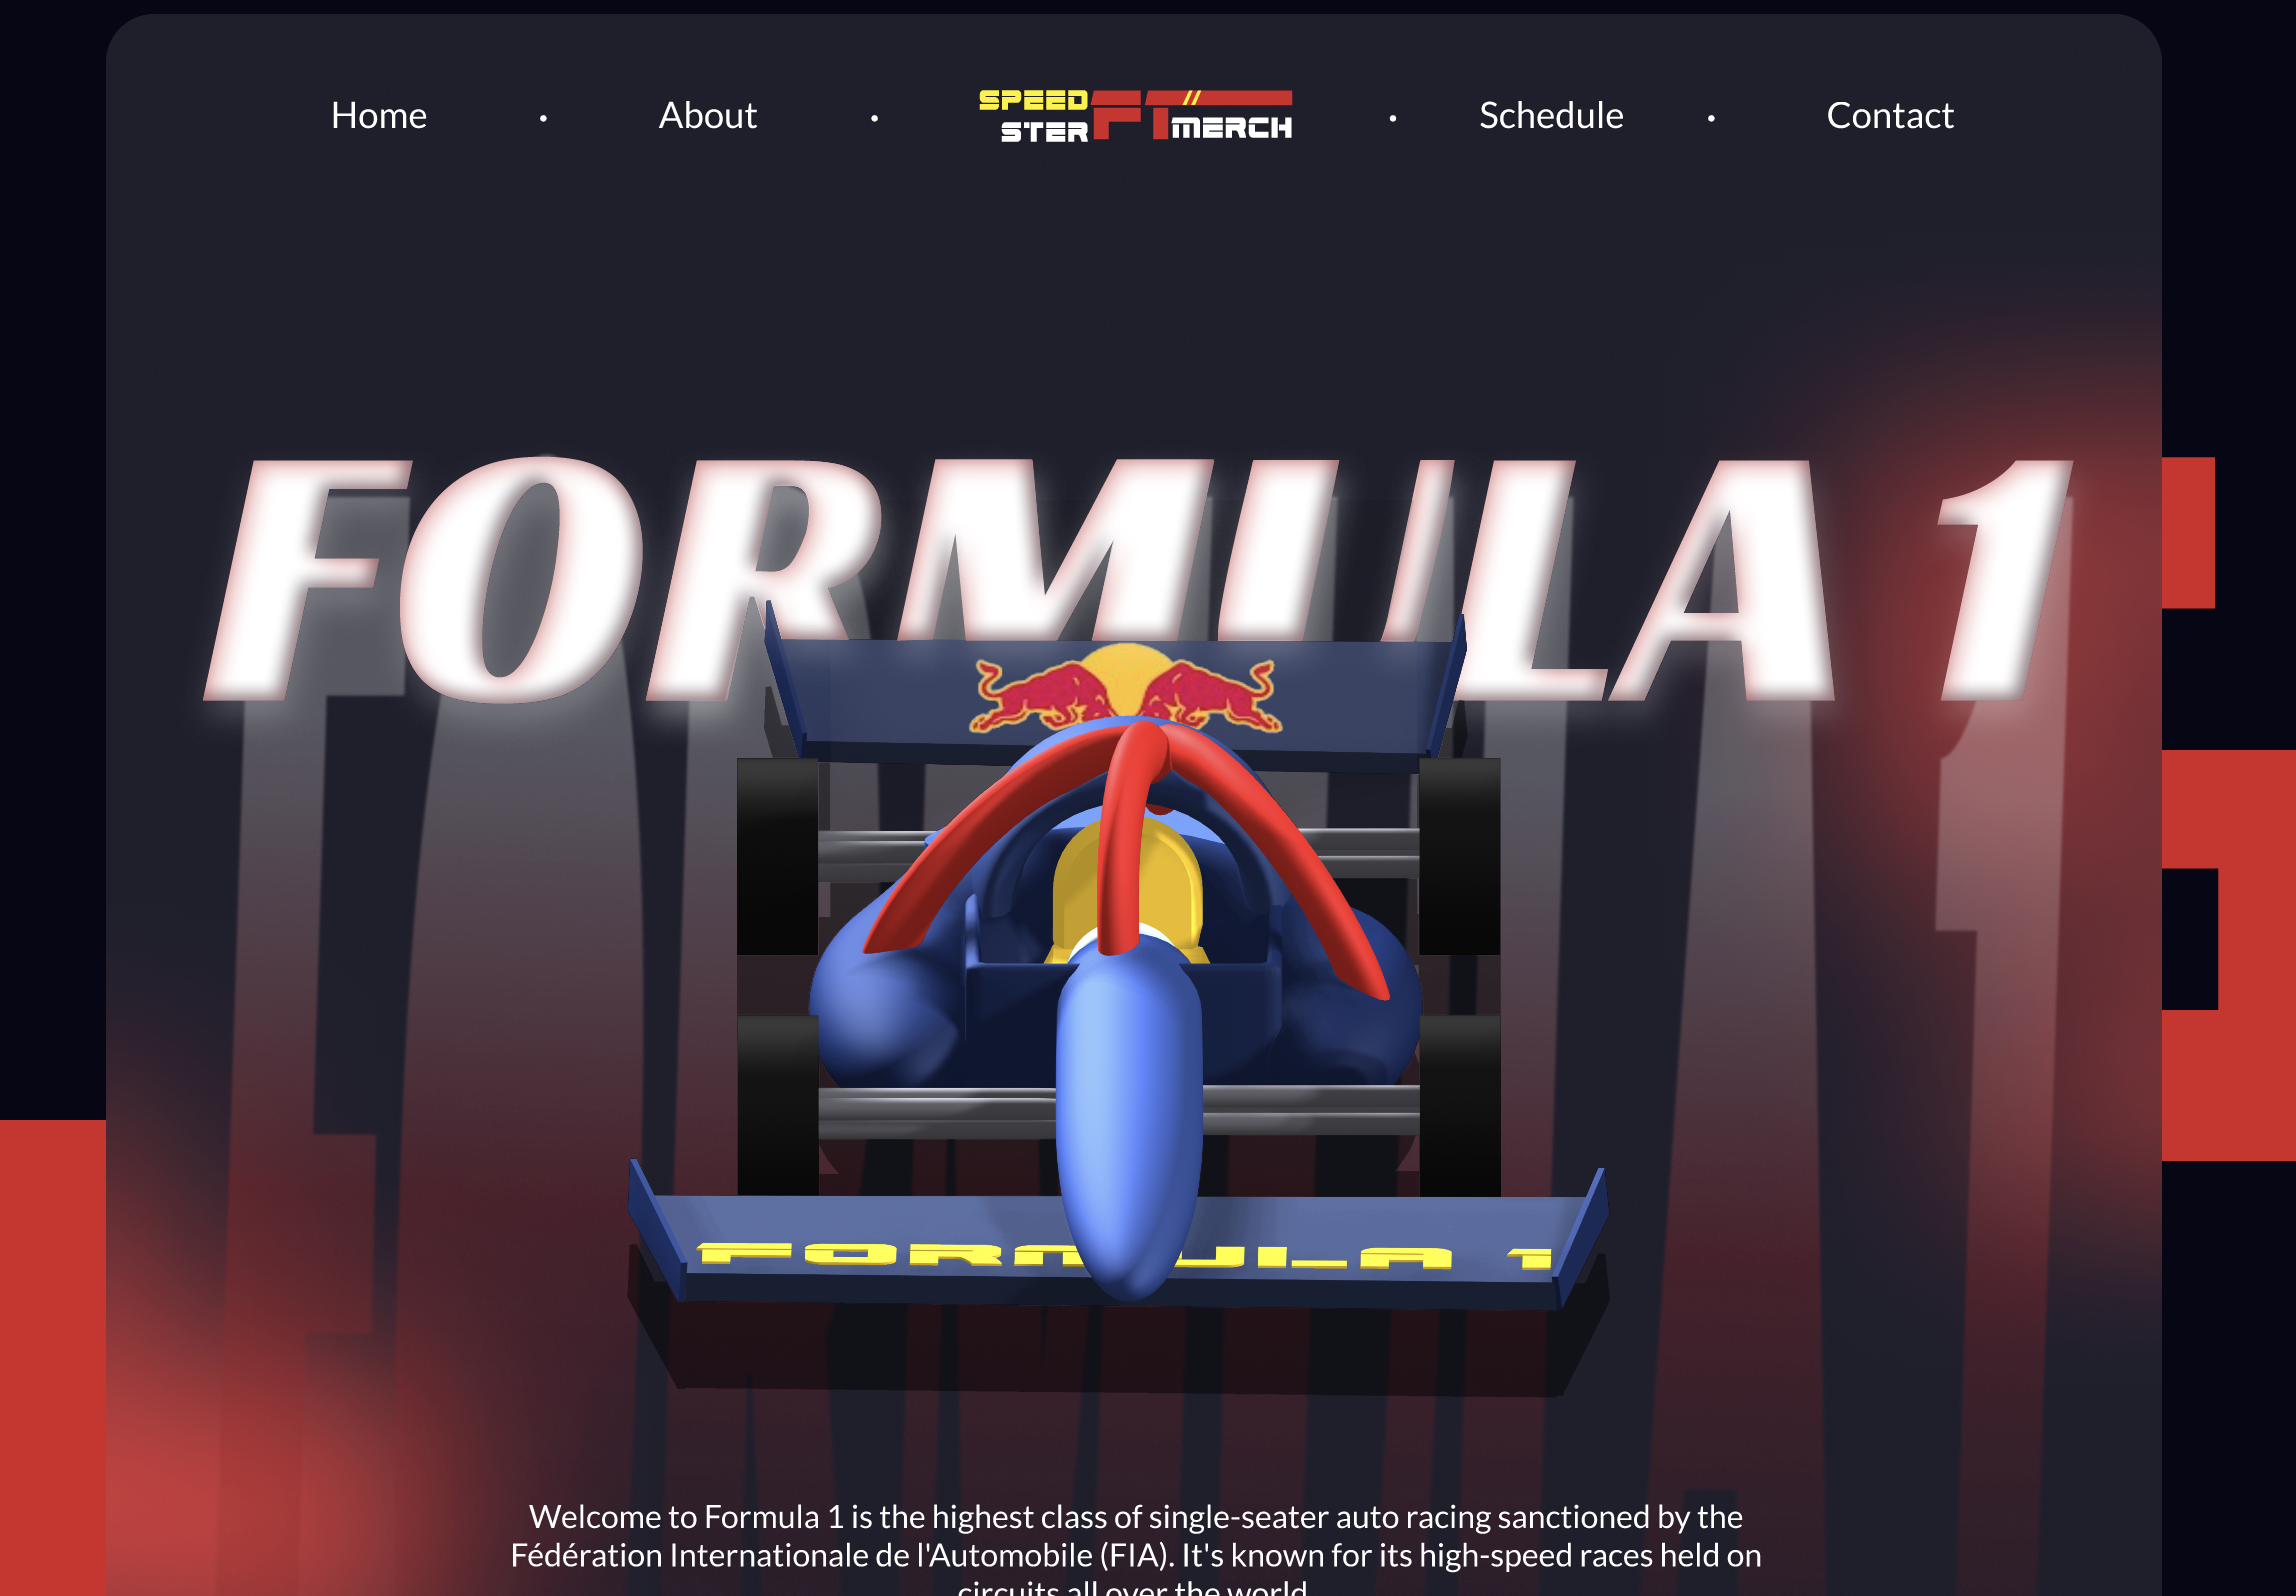 Home • About • SPEED STER FT MERCH • Schedule • Contact
FORMULA 1
FORMULA 1
Welcome to Formula 1 is the highest class of single-seater auto racing sanctioned by the
Fédération Internationale de l'Automobile (FIA). It's known for its high-speed races held on
circuits all over the world.